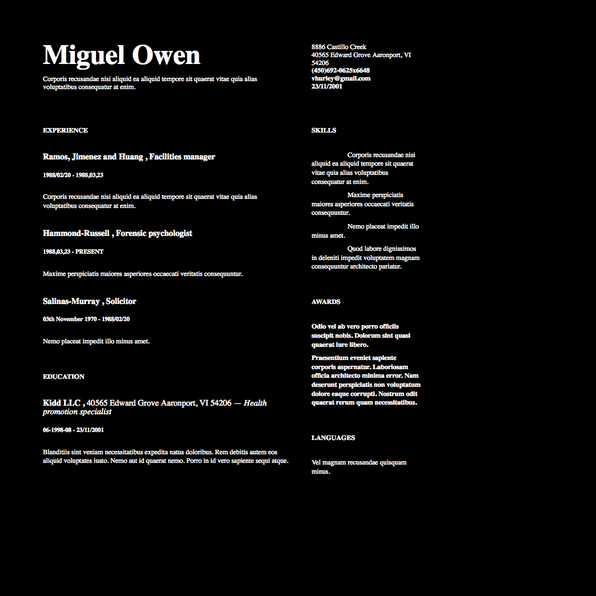 Miguel Owen
Corporis recusandae nisi aliquid ea aliquid tempore sit quaerat vitae quia alias
voluptatibus consequatur at enim.
8886 Castillo Creek
40565 Edward Grove Aaronport, VI
54206
(450)692-0625x6648
vhurley@gmail.com
23/11/2001
EXPERIENCE
Ramos, Jimenez and Huang , Facilities manager
1988/02/20 - 1988,03,23
Corporis recusandae nisi aliquid ea aliquid tempore sit quaerat vitae quia alias
voluptatibus consequatur at enim.
Hammond-Russell , Forensic psychologist
1988,03,23 - PRESENT
Maxime perspiciatis maiores asperiores occaecati veritatis consequuntur.
Salinas-Murray , Solicitor
03th November 1970 - 1988/02/20
Nemo placeat impedit illo minus amet.
EDUCATION
Kidd LLC , 40565 Edward Grove Aaronport, VI 54206 — Health
promotion specialist
06-1998-08 - 23/11/2001
Blanditiis sint veniam necessitatibus expedita natus doloribus. Rem debitis autem eos
aliquid voluptates iusto. Nemo aut id quaerat nemo. Porro in id vero sapiente sequi atque.
SKILLS
Corporis recusandae nisi
aliquid ea aliquid tempore sit quaerat
vitae quia alias voluptatibus
consequatur at enim.
Maxime perspiciatis
maiores asperiores occaecati veritatis
consequuntur.
Nemo placeat impedit illo
minus amet.
Quod labore dignissimos
in deleniti impedit voluptatem magnam
consequuntur architecto pariatur.
AWARDS
Odio vel ab vero porro officiis
suscipit nobis. Dolorum sint quasi
quaerat iure libero.
Praesentium eveniet sapiente
corporis aspernatur. Laboriosam
officia architecto minima error. Nam
deserunt perspiciatis non voluptatum
dolore eaque corrupti. Nostrum odit
quaerat rerum quam necessitatibus.
LANGUAGES
Vel magnam recusandae quisquam
minus.